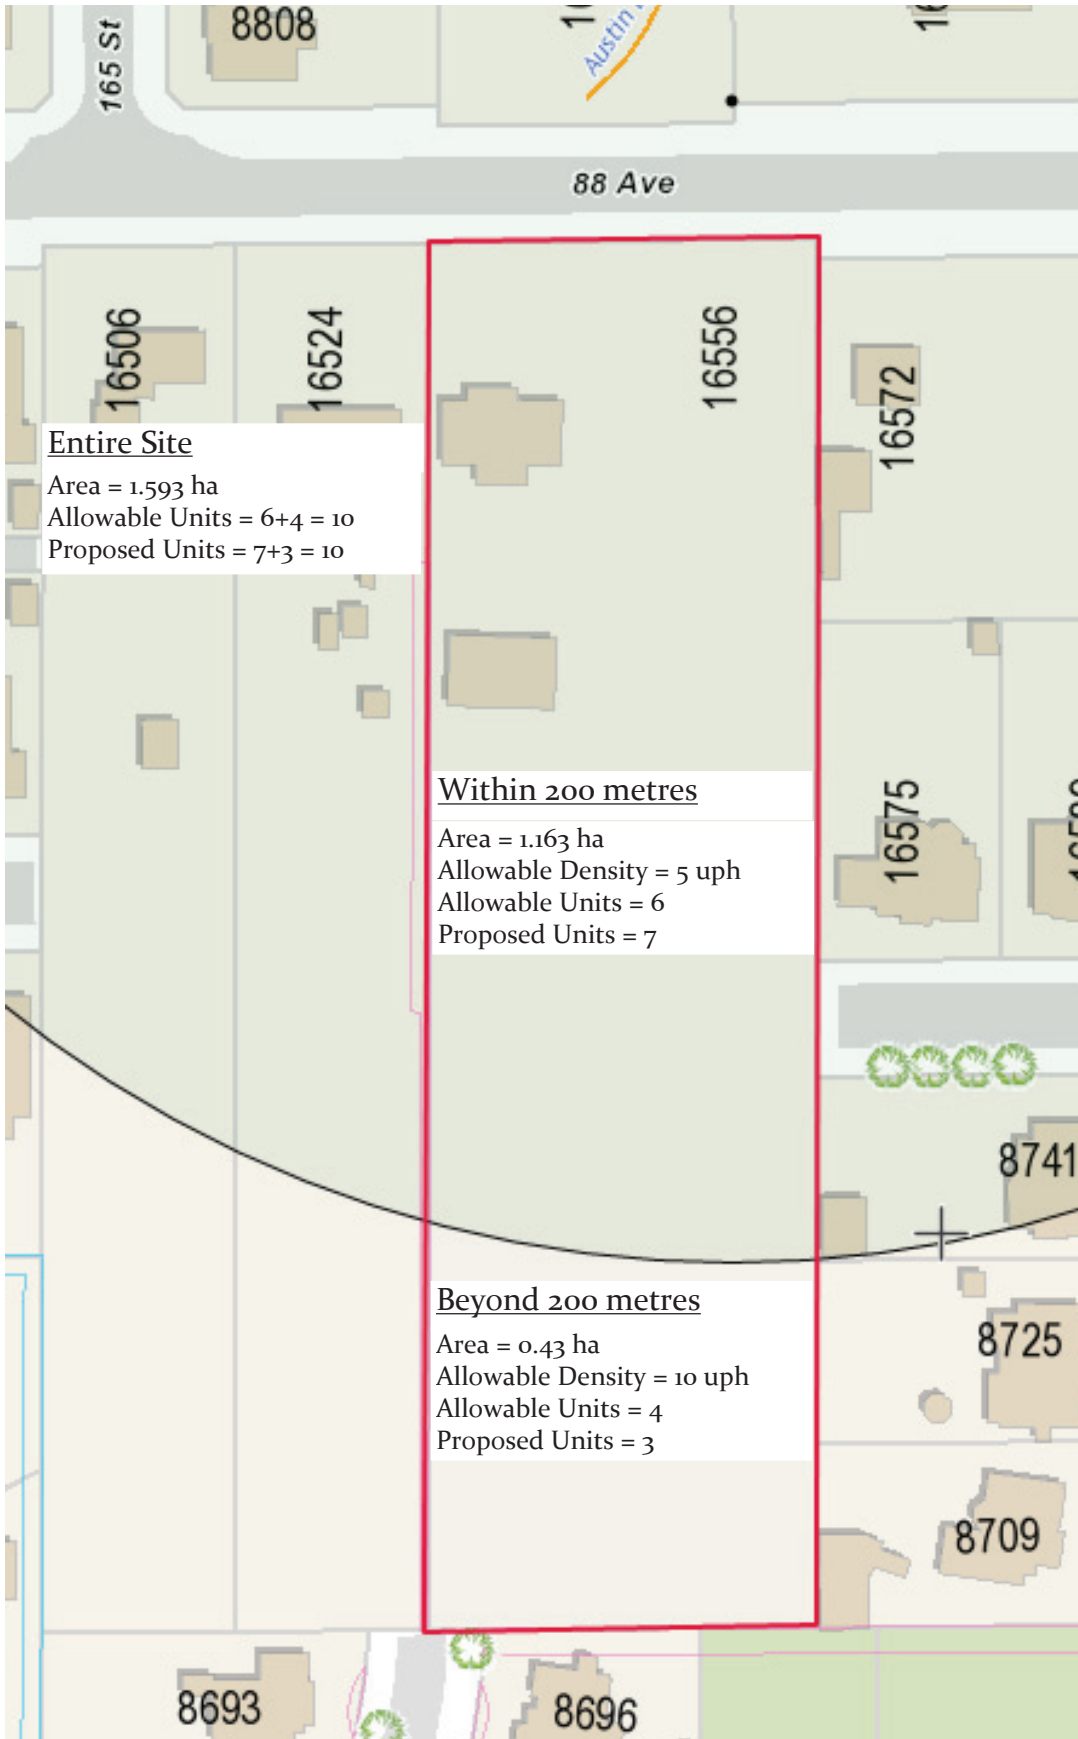 8808
165 St
Austin
88 Ave
16506
16524
16556
16572
Entire Site
Area = 1.593 ha
Allowable Units = 6+4 = 10
Proposed Units = 7+3 = 10
Within 200 metres
Area = 1.163 ha
Allowable Density = 5 uph
Allowable Units = 6
Proposed Units = 7
16575
8741
Beyond 200 metres
Area = 0.43 ha
Allowable Density = 10 uph
Allowable Units = 4
Proposed Units = 3
8725
8709
8693
8696